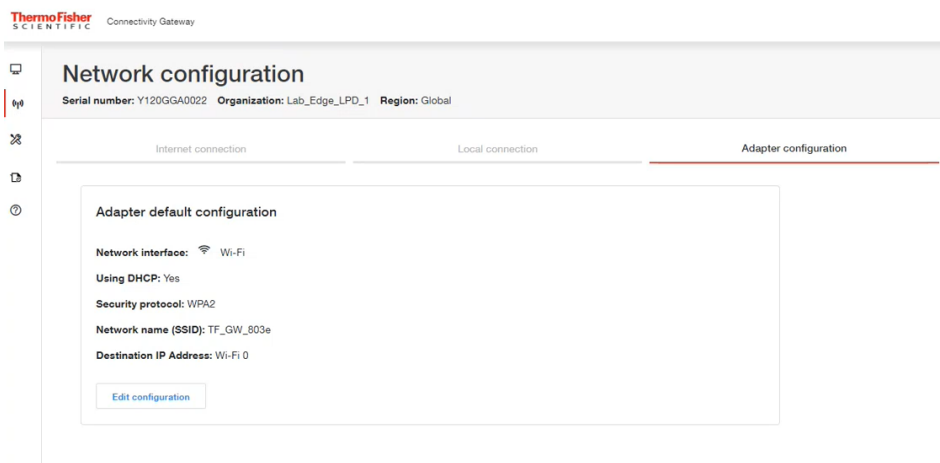 ThermoFisher
SCIENTIFIC
Connectivity Gateway
Network configuration
Serial number: Y120GGA0022 Organization: Lab_Edge_LPD_1 Region: Global
Internet connection Local connection Adapter configuration
Adapter default configuration
Network interface: Wi-Fi
Using DHCP: Yes
Security protocol: WPA2
Network name (SSID): TF_GW_803e
Destination IP Address: Wi-Fi 0
Edit configuration